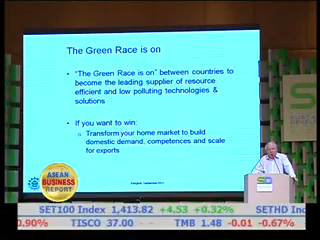 The Green Race is on
• "The Green Race is on" between countries to
become the leading supplier of resource
efficient and low polluting technologies &
solutions
• If you want to win:
Transform your home market to build
domestic demand, competences and scale
for exports
ASEAN
BUSINESS
REPORT
SD
SET100 Index 1,413.82 +4.53 +0.32% SETHD In
0.90% TISCO 37.00 TMB 1.48 -0.01 -0.67%